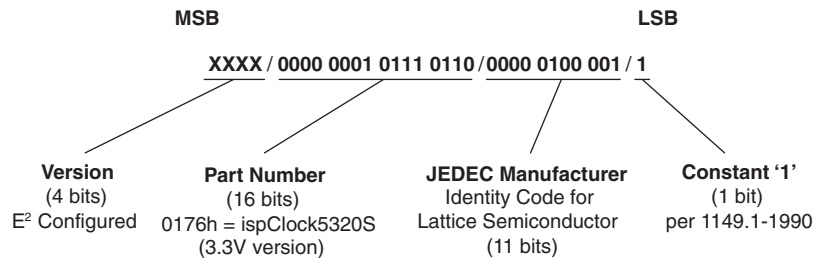 MSB LSB
XXXX / 0000 0001 0111 0110 / 0000 0100 001 / 1
Version
(4 bits)
E² Configured
Part Number
(16 bits)
0176h = ispClock5320S
(3.3V version)
JEDEC Manufacturer
Identity Code for
Lattice Semiconductor
(11 bits)
Constant ‘1’
(1 bit)
per 1149.1-1990